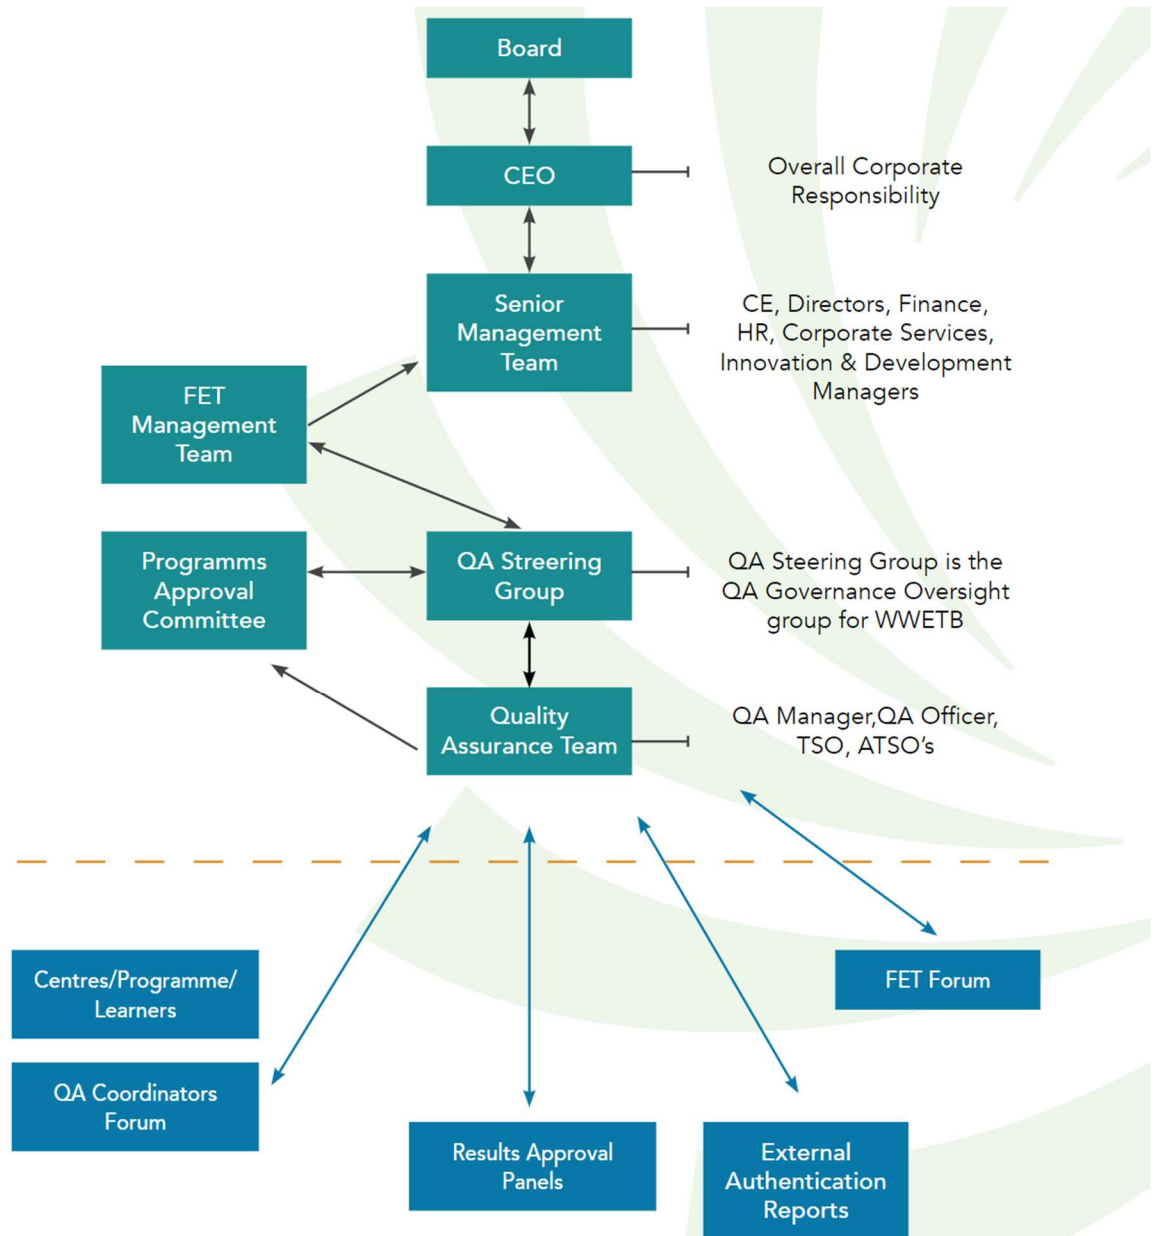 Board
CEO
Overall Corporate
Responsibility
Senior
Management
Team
CE, Directors, Finance,
HR, Corporate Services,
Innovation & Development
Managers
FET
Management
Team
Programms
Approval
Committee
QA Streering
Group
QA Steering Group is the
QA Governance Oversight
group for WWETB
Quality
Assurance Team
QA Manager,QA Officer,
TSO, ATSO’s
Centres/Programme/
Learners
FET Forum
QA Coordinators
Forum
Results Approval
Panels
External
Authentication
Reports